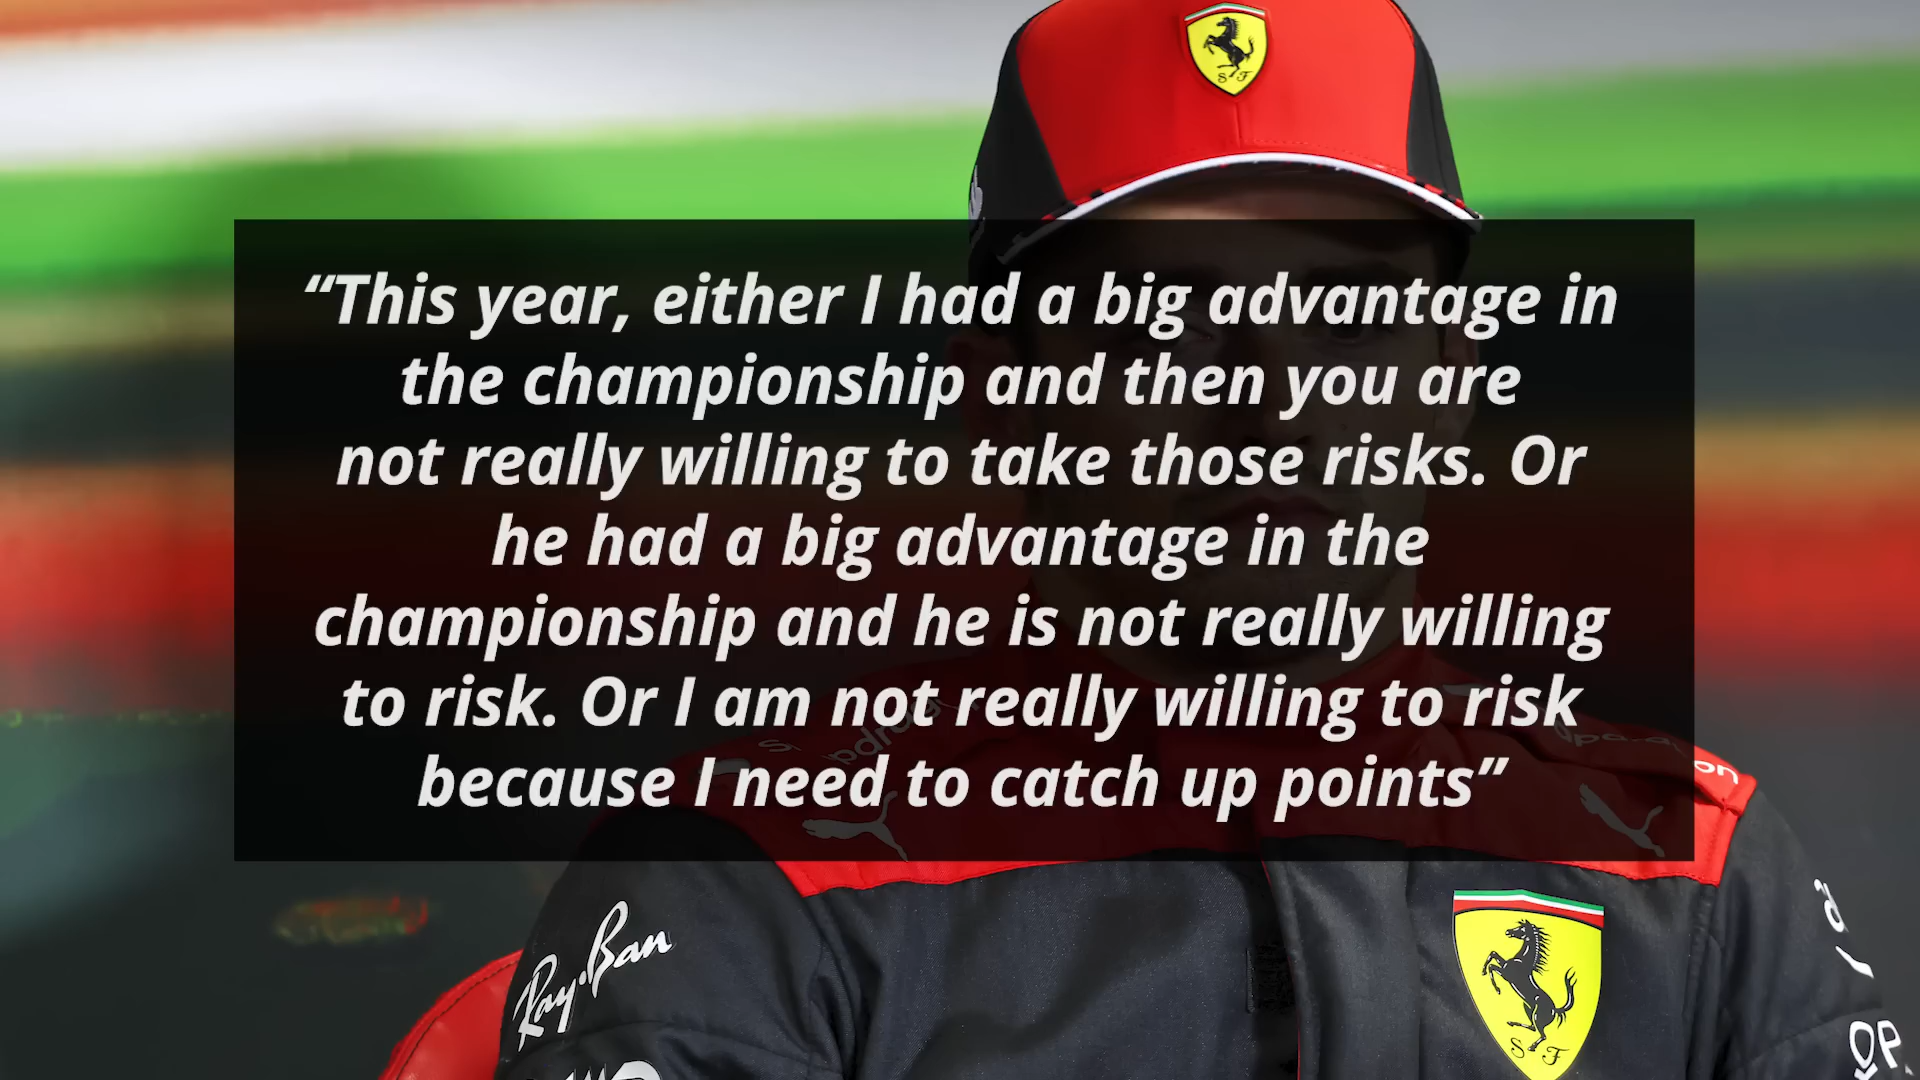 “This year, either I had a big advantage in
the championship and then you are
not really willing to take those risks. Or
he had a big advantage in the
championship and he is not really willing
to risk. Or I am not really willing to risk
because I need to catch up points”
Ray-Ban
S F
S F